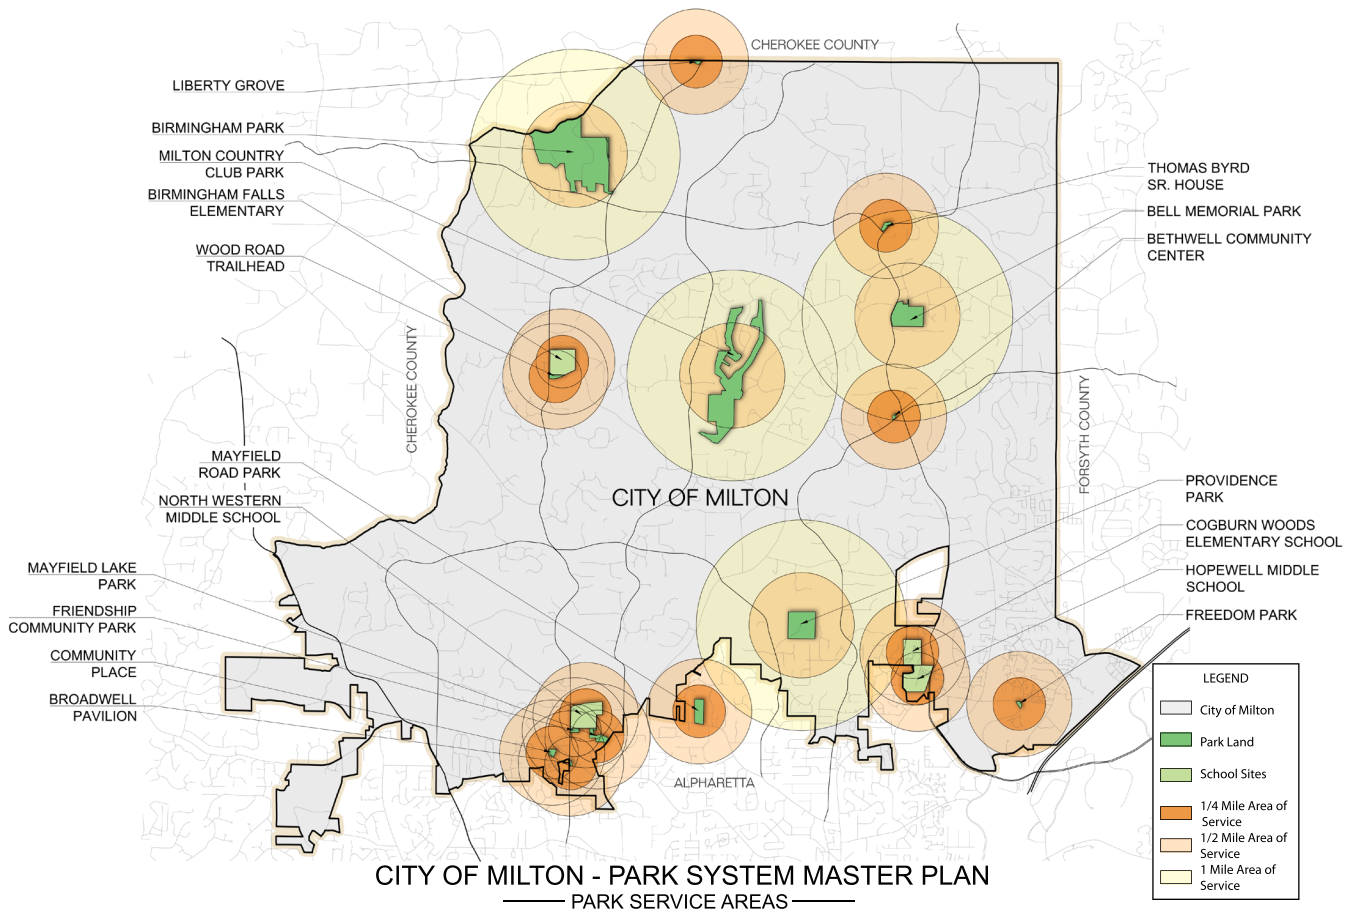 CHEROKEE COUNTY
LIBERTY GROVE
BIRMINGHAM PARK
MILTON COUNTRY
CLUB PARK
BIRMINGHAM FALLS
ELEMENTARY
WOOD ROAD
TRAILHEAD
THOMAS BYRD
SR. HOUSE
BELL MEMORIAL PARK
BETHWELL COMMUNITY
CENTER
CHEROKEE COUNTY
FORSYTH COUNTY
CITY OF MILTON
MAYFIELD
ROAD PARK
NORTH WESTERN
MIDDLE SCHOOL
MAYFIELD LAKE
PARK
FRIENDSHIP
COMMUNITY PARK
COMMUNITY
PLACE
BROADWELL
PAVILION
PROVIDENCE
PARK
COGBURN WOODS
ELEMENTARY SCHOOL
HOPEWELL MIDDLE
SCHOOL
FREEDOM PARK
ALPHARETTA
LEGEND
City of Milton
Park Land
School Sites
1/4 Mile Area of
Service
1/2 Mile Area of
Service
1 Mile Area of
Service
CITY OF MILTON - PARK SYSTEM MASTER PLAN
PARK SERVICE AREAS